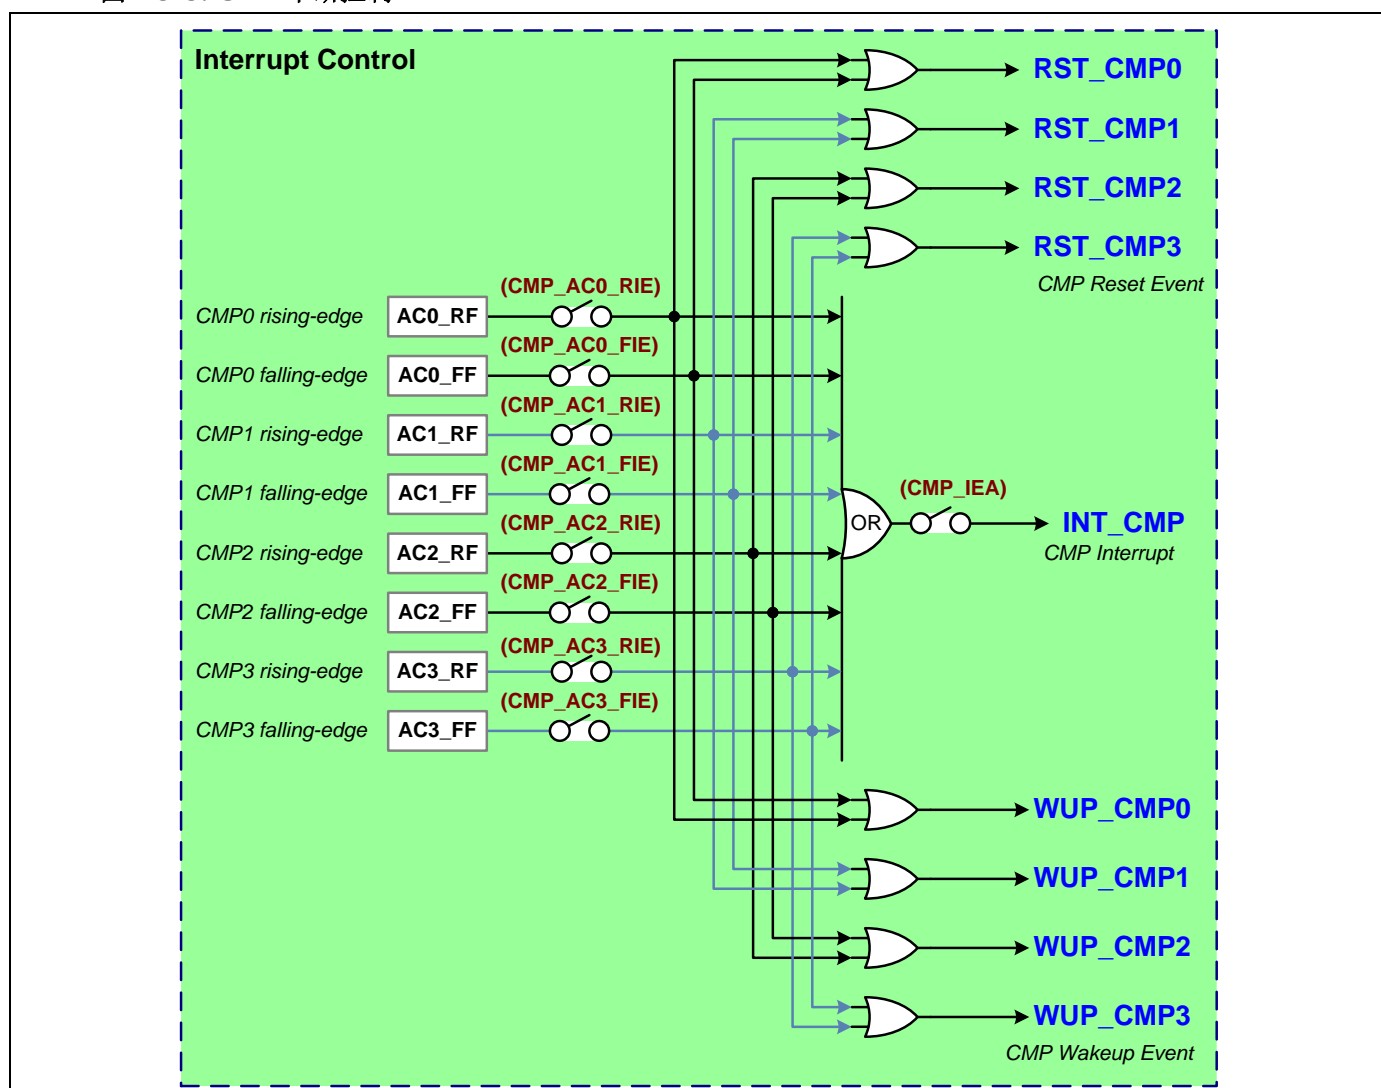 Interrupt Control
RST_CMP0
RST_CMP1
RST_CMP2
RST_CMP3
CMP Reset Event
(CMP_AC0_RIE)
CMP0 rising-edge AC0_RF
(CMP_AC0_FIE)
CMP0 falling-edge AC0_FF
(CMP_AC1_RIE)
CMP1 rising-edge AC1_RF
(CMP_AC1_FIE)
CMP1 falling-edge AC1_FF
(CMP_IEA)
OR INT_CMP
CMP Interrupt
(CMP_AC2_RIE)
CMP2 rising-edge AC2_RF
(CMP_AC2_FIE)
CMP2 falling-edge AC2_FF
(CMP_AC3_RIE)
CMP3 rising-edge AC3_RF
(CMP_AC3_FIE)
CMP3 falling-edge AC3_FF
WUP_CMP0
WUP_CMP1
WUP_CMP2
WUP_CMP3
CMP Wakeup Event